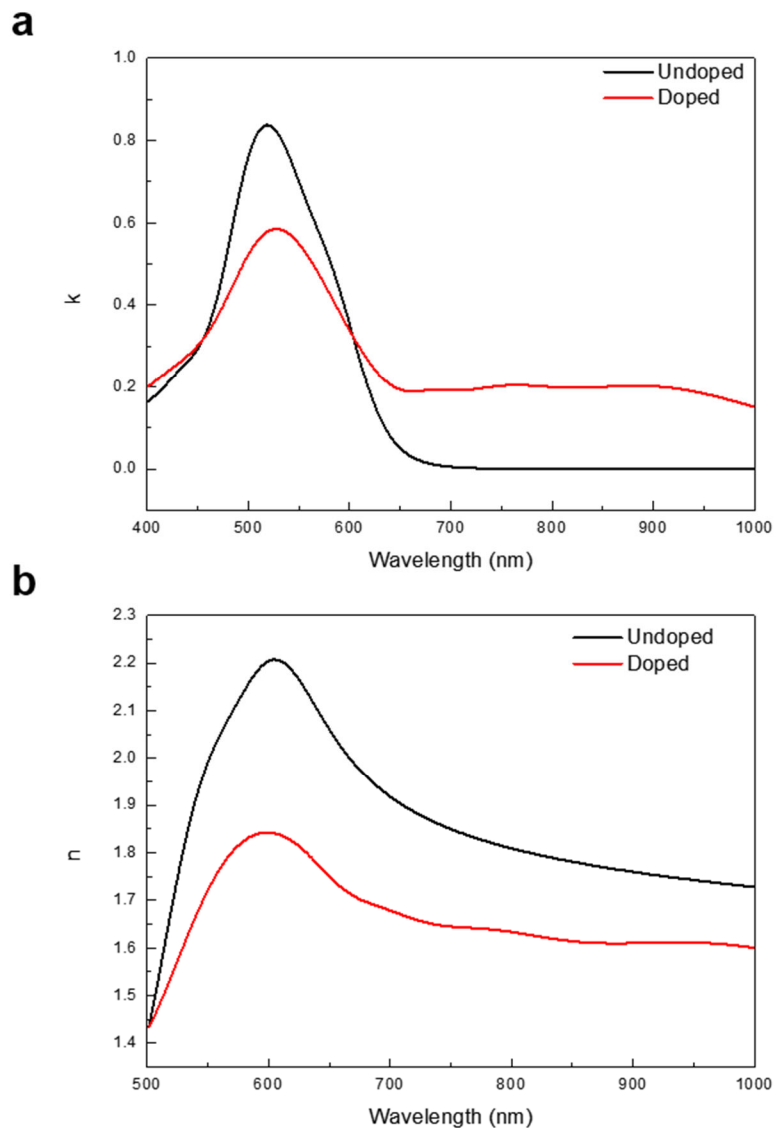 a
1.0
0.8
0.6
0.4
0.2
0.0
k
Undoped
Doped
400 500 600 700 800 900 1000
Wavelength (nm)
b
2.3
2.2
2.1
2.0
1.9
1.8
1.7
1.6
1.5
1.4
n
Undoped
Doped
500 600 700 800 900 1000
Wavelength (nm)